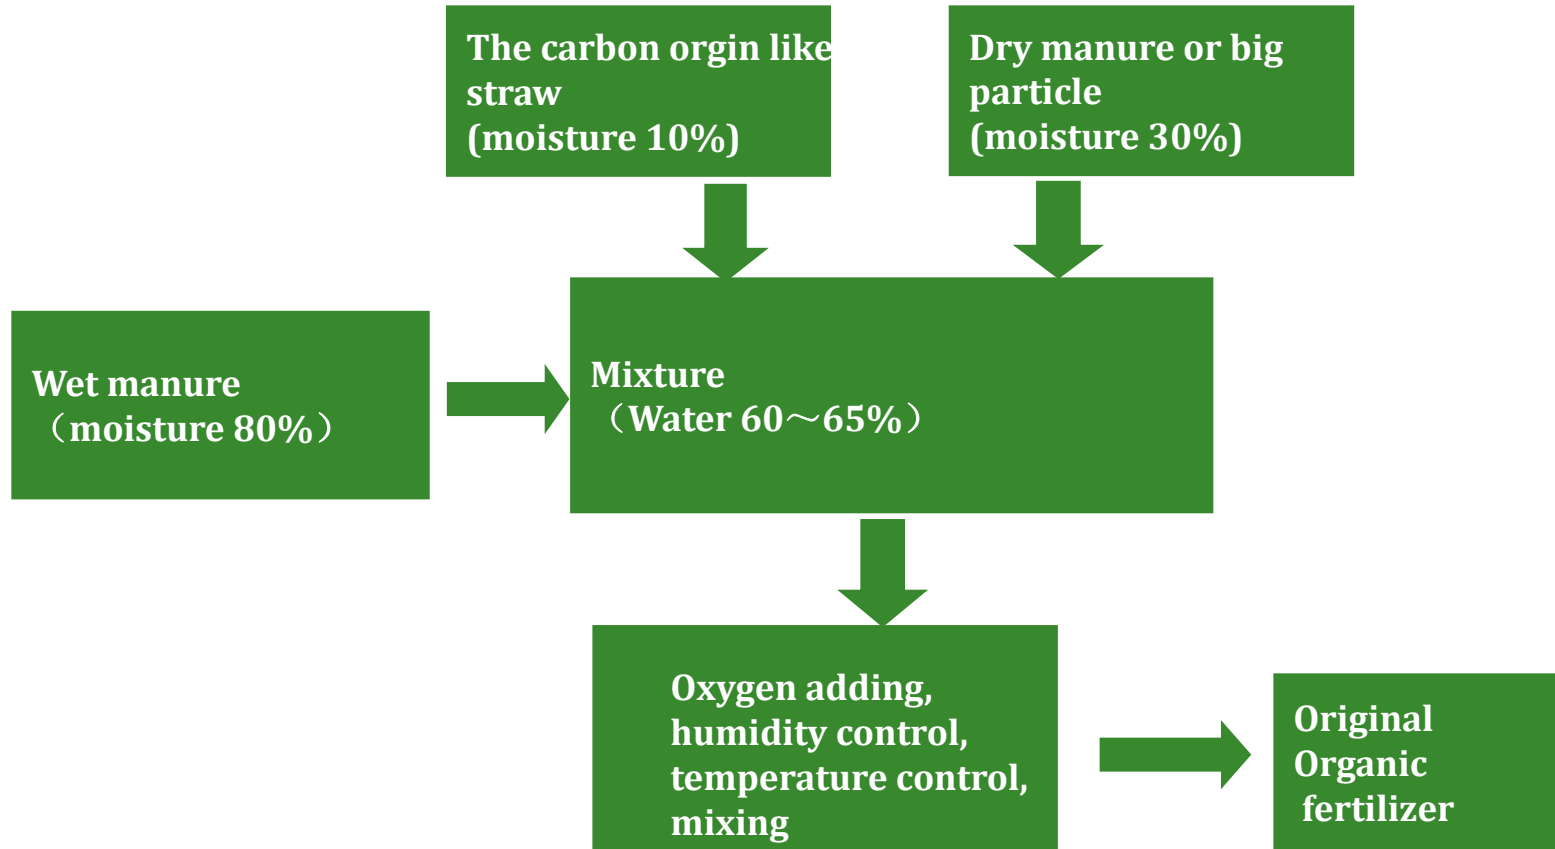 The carbon orgin like
straw
(moisture 10%)
Dry manure or big
particle
(moisture 30%)
Wet manure
（moisture 80%）
Mixture
（Water 60～65%）
Oxygen adding,
humidity control,
temperature control,
mixing
Original
Organic
fertilizer